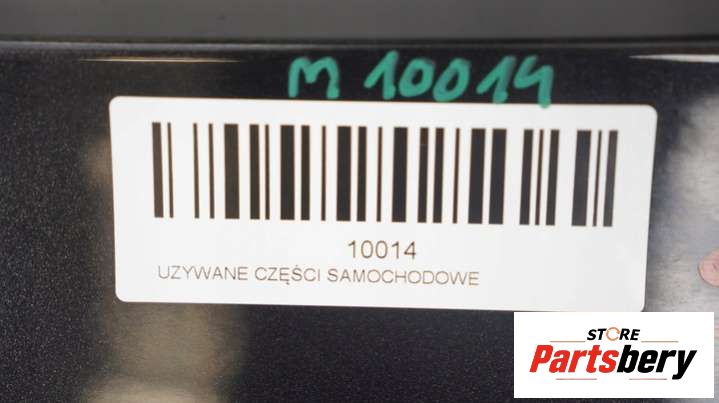 M 10014
10014
UZYWANE CZĘŚCI SAMOCHODOWE
STORE
Partsbery